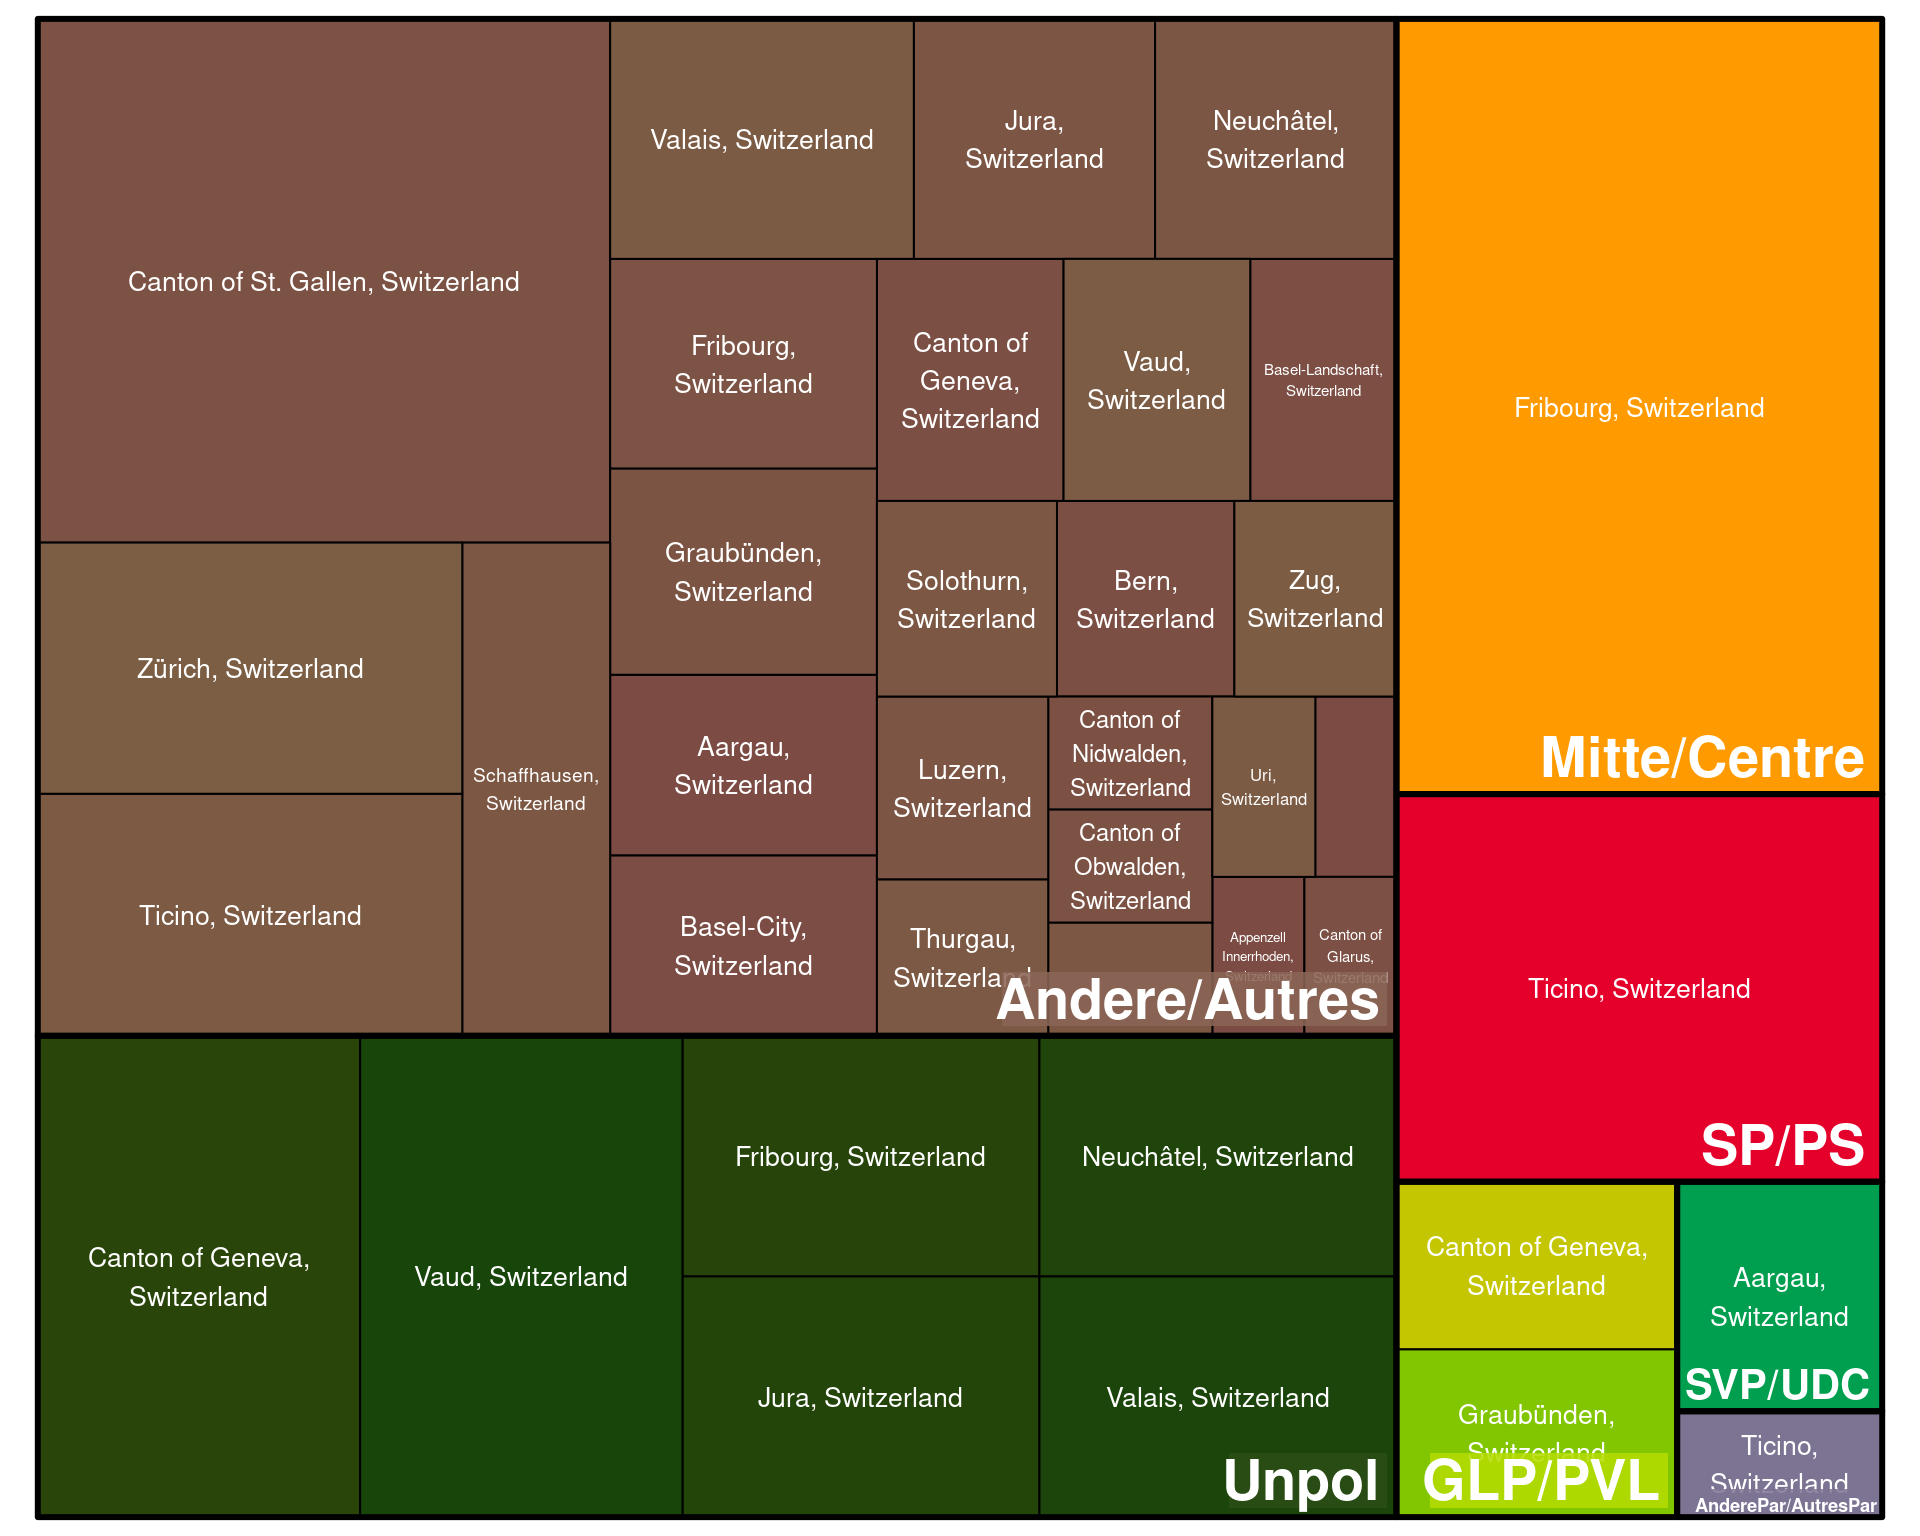 Canton of St. Gallen, Switzerland
Zürich, Switzerland
Ticino, Switzerland
Schaffhausen,
Switzerland
Valais, Switzerland
Jura,
Switzerland
Neuchâtel,
Switzerland
Fribourg,
Switzerland
Graubünden,
Switzerland
Aargau,
Switzerland
Basel-City,
Switzerland
Canton of
Geneva,
Switzerland
Vaud,
Switzerland
Basel-Landschaft,
Switzerland
Solothurn,
Switzerland
Bern,
Switzerland
Zug,
Switzerland
Luzern,
Switzerland
Thurgau,
Switzerland
Canton of
Nidwalden,
Switzerland
Canton of
Obwalden,
Switzerland
Uri,
Switzerland
Appenzell
Innerrhoden,
Switzerland
Canton of
Glarus,
Switzerland
Andere/Autres
Canton of Geneva,
Switzerland
Vaud, Switzerland
Fribourg, Switzerland
Neuchâtel, Switzerland
Jura, Switzerland
Valais, Switzerland
Unpol
Fribourg, Switzerland
Mitte/Centre
Ticino, Switzerland
SP/PS
Canton of Geneva,
Switzerland
Graubünden,
Switzerland
GLP/PVL
Aargau,
Switzerland
SVP/UDC
Ticino,
Switzerland
AnderePar/AutresPar